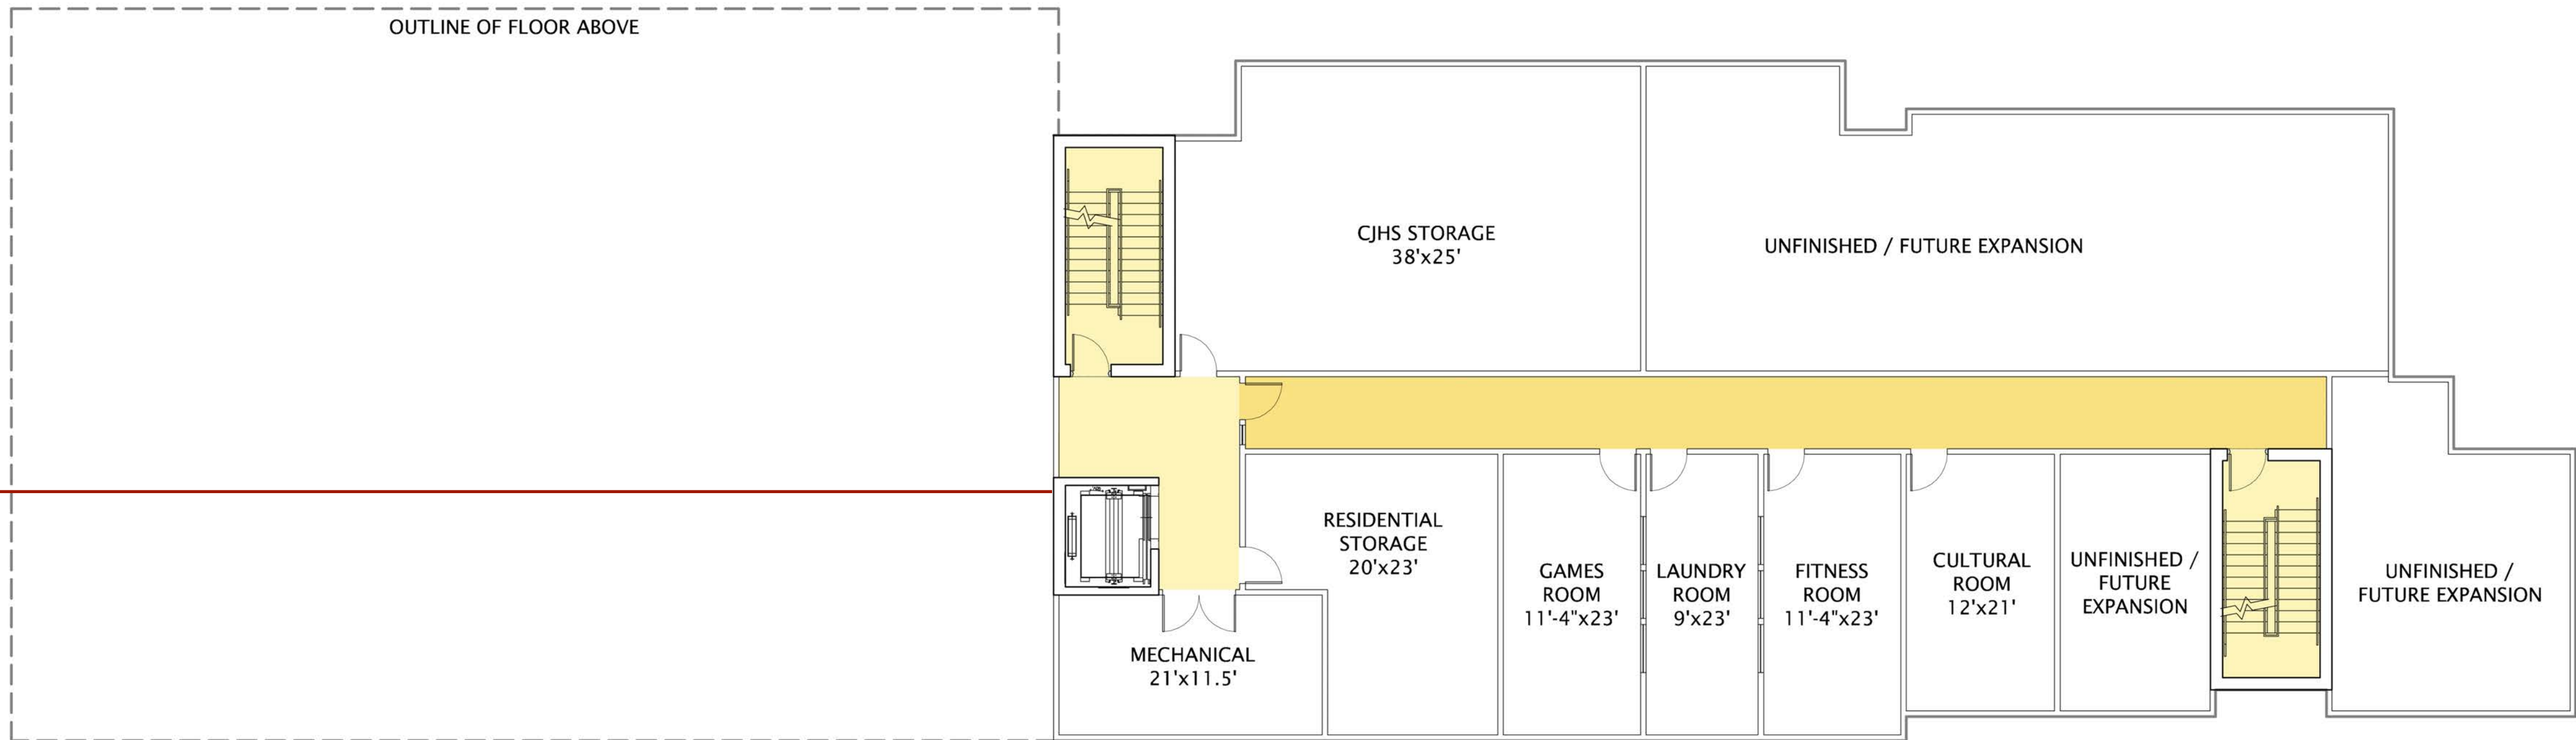 OUTLINE OF FLOOR ABOVE
CJHS STORAGE
38'x25'
UNFINISHED / FUTURE EXPANSION
RESIDENTIAL
STORAGE
20'x23'
GAMES
ROOM
11'-4"x23'
LAUNDRY
ROOM
9'x23'
FITNESS
ROOM
11'-4"x23'
CULTURAL
ROOM
12'x21'
UNFINISHED /
FUTURE
EXPANSION
UNFINISHED /
FUTURE EXPANSION
MECHANICAL
21'x11.5'